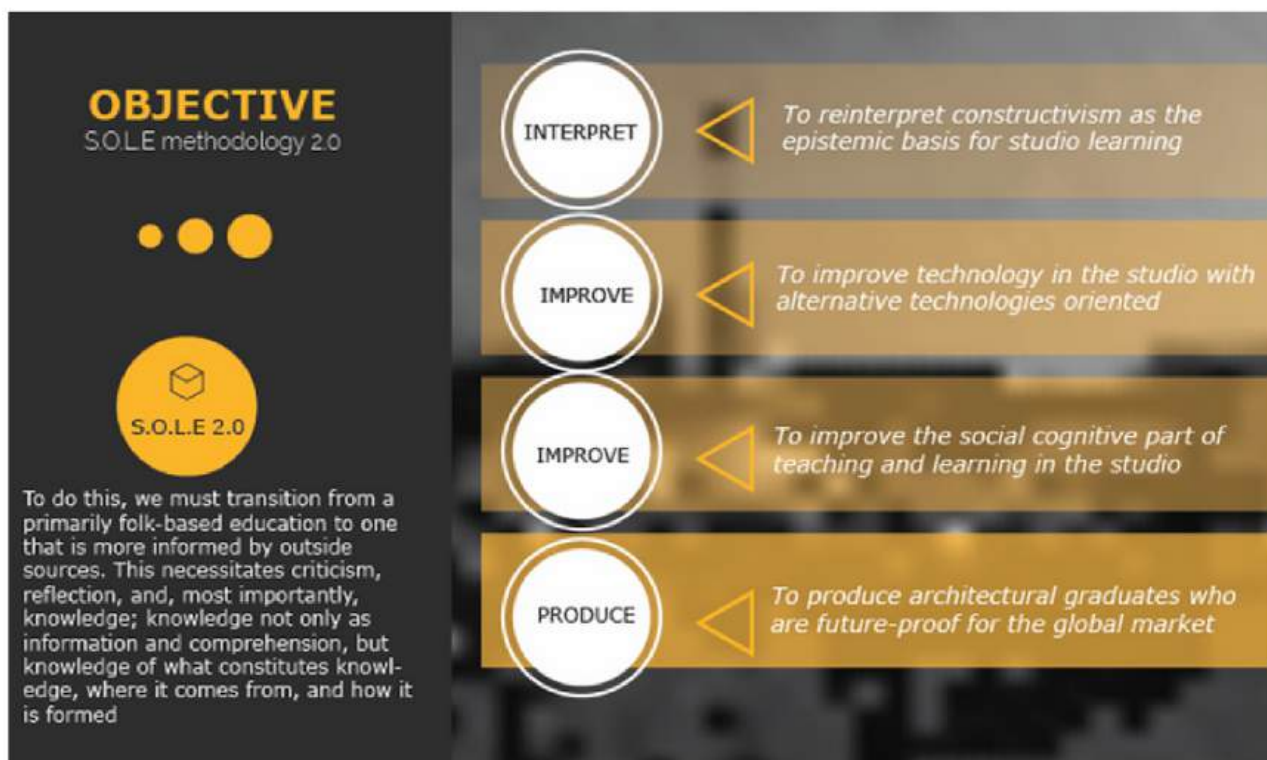 OBJECTIVE
S.O.L.E methodology 2.0
S.O.L.E 2.0
To do this, we must transition from a
primarily folk-based education to one
that is more informed by outside
sources. This necessitates criticism,
reflection, and, most importantly,
knowledge; knowledge not only as
information and comprehension, but
knowledge of what constitutes knowl-
edge, where it comes from, and how it
is formed
INTERPRET
To reinterpret constructivism as the
epistemic basis for studio learning
IMPROVE
To improve technology in the studio with
alternative technologies oriented
IMPROVE
To improve the social cognitive part of
teaching and learning in the studio
PRODUCE
To produce architectural graduates who
are future-proof for the global market